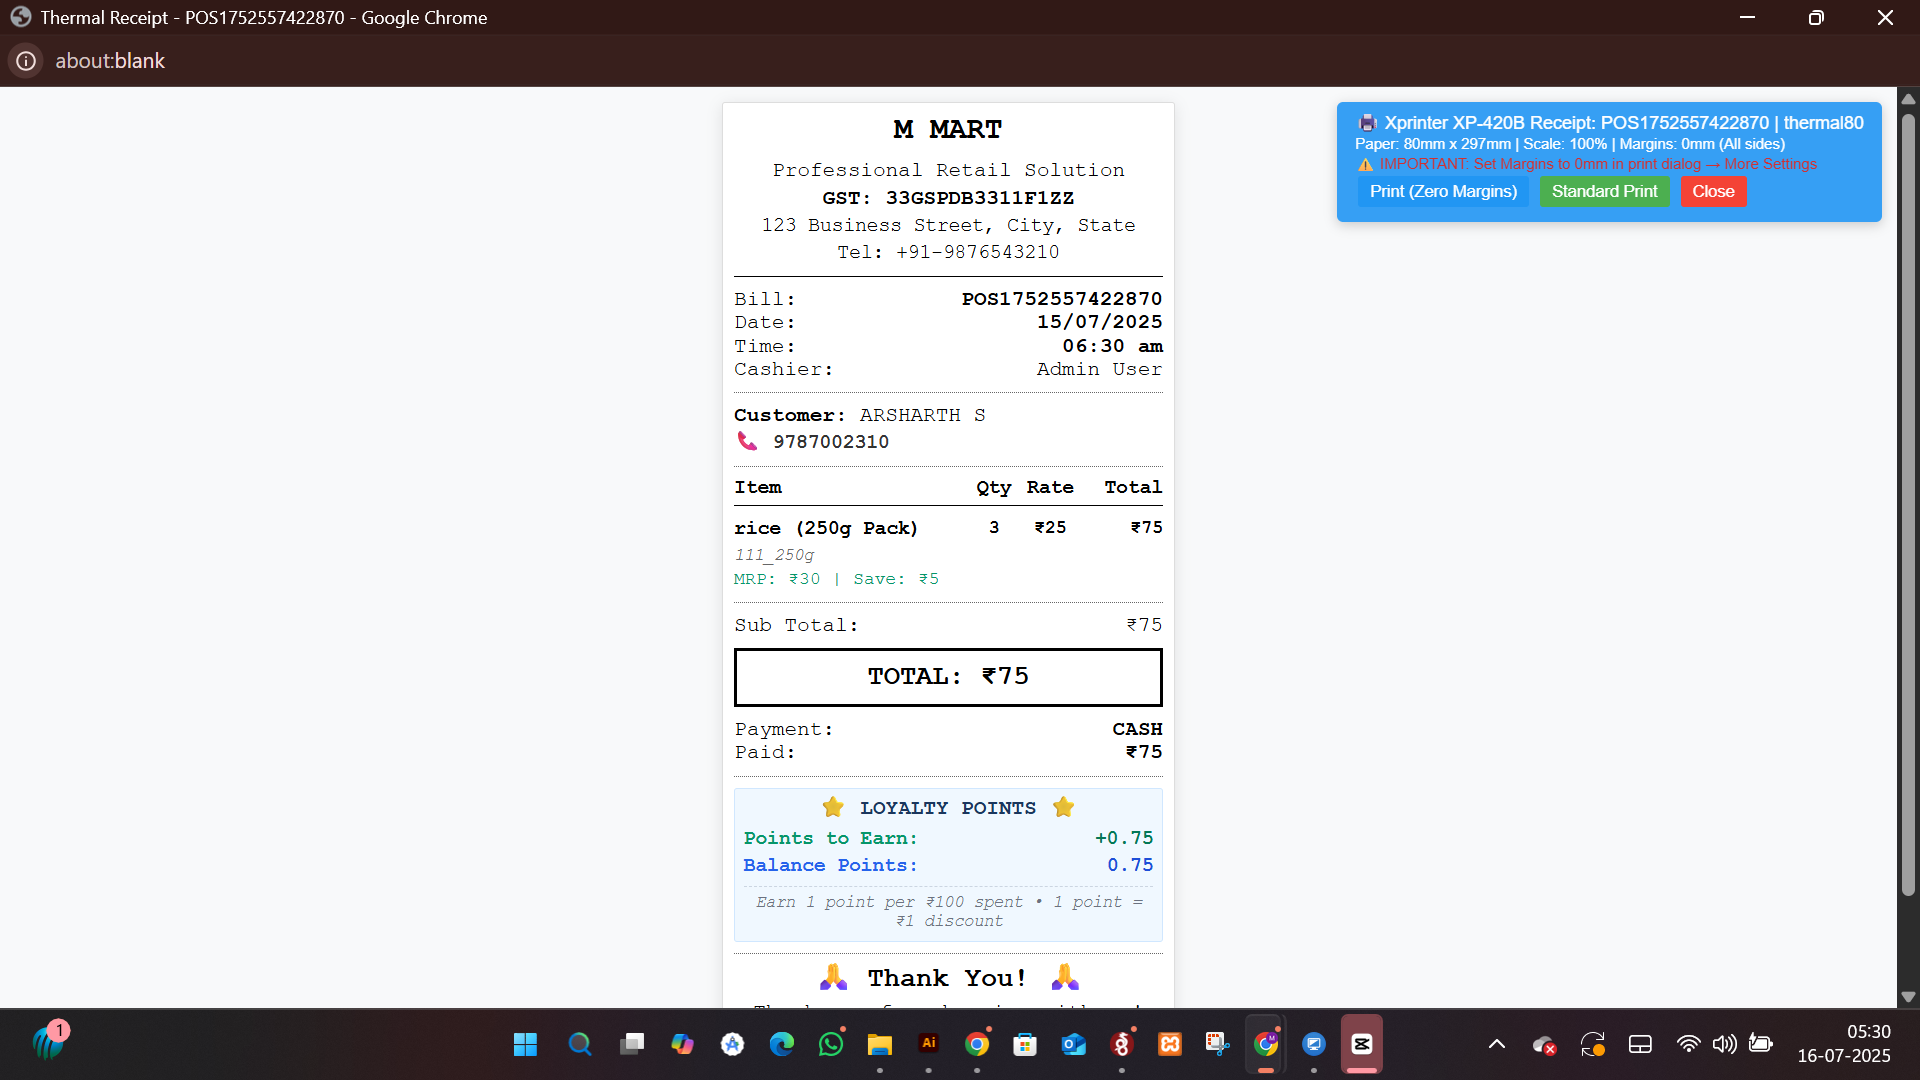 Thermal Receipt - POS1752557422870 - Google Chrome
about:blank
M MART
Professional Retail Solution
GST: 33GSPDB3311F1ZZ
123 Business Street, City, State
Tel: +91-9876543210
Bill: POS1752557422870
Date: 15/07/2025
Time: 06:30 am
Cashier: Admin User
Customer: ARSHARTH S
9787002310
Item Qty Rate Total
rice (250g Pack) 3 ₹25 ₹75
111_250g
MRP: ₹30 | Save: ₹5
Sub Total: ₹75
TOTAL: ₹75
Payment: CASH
Paid: ₹75
LOYALTY POINTS
Points to Earn: +0.75
Balance Points: 0.75
Earn 1 point per ₹100 spent • 1 point =
₹1 discount
Thank You!
Xprinter XP-420B Receipt: POS1752557422870 | thermal80
Paper: 80mm x 297mm | Scale: 100% | Margins: 0mm (All sides)
IMPORTANT: Set Margins to 0mm in print dialog → More Settings
Print (Zero Margins) Standard Print Close
1
Ai
05:30
16-07-2025